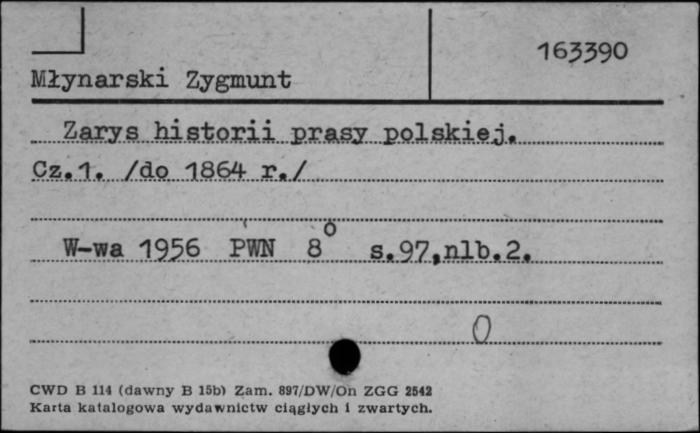 163390
Młynarski Zygmunt
Zarys historii prasy polskiej.
Cz.1. /do 1864 r./
W-wa 1956 PWN 8° s.97,nlb.2.
0
CWD B 114 (dawny B 15b) Zam. 897/DW/On ZGG 2542
Karta katalogowa wydawnictw ciągłych i zwartych.